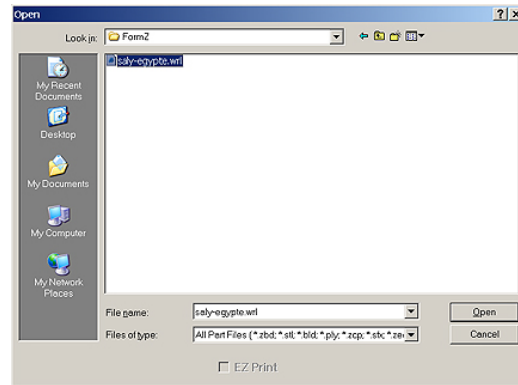 Open
Look in:
FormZ
saly-egypte.wrl
My Recent
Documents
Desktop
My Documents
My Computer
My Network
Places
File name:
saly-egypte.wrl
Open
Files of type:
All Part Files (*.zbd; *.stl; *.bld; *.ply; *.zcp; *.stx; *.ze
Cancel
EZ Print